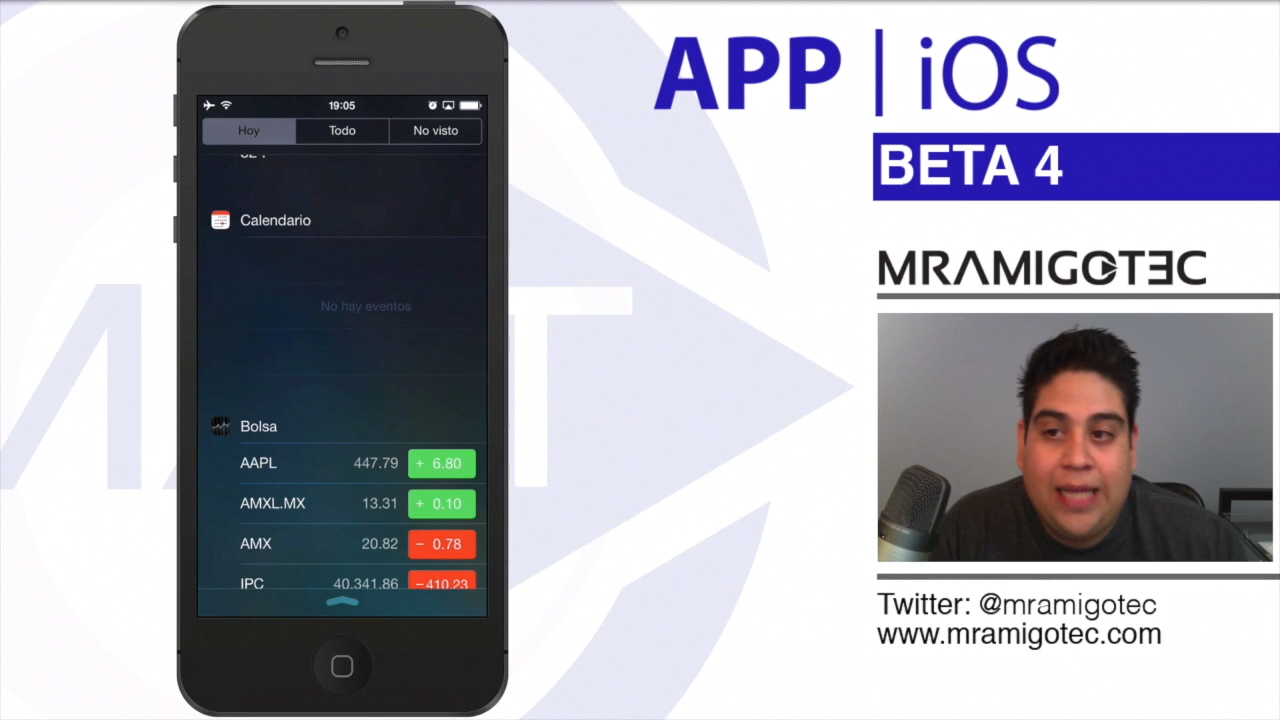 APP | iOS
BETA 4
MRAMIGOTEC
19:05
Hoy Todo No visto
Calendario
No hay eventos
Bolsa
AAPL 447.79 + 6.80
AMXL.MX 13.31 + 0.10
AMX 20.82 − 0.78
IPC 40,341.86 −410.23
Twitter: @mramigotec
www.mramigotec.com